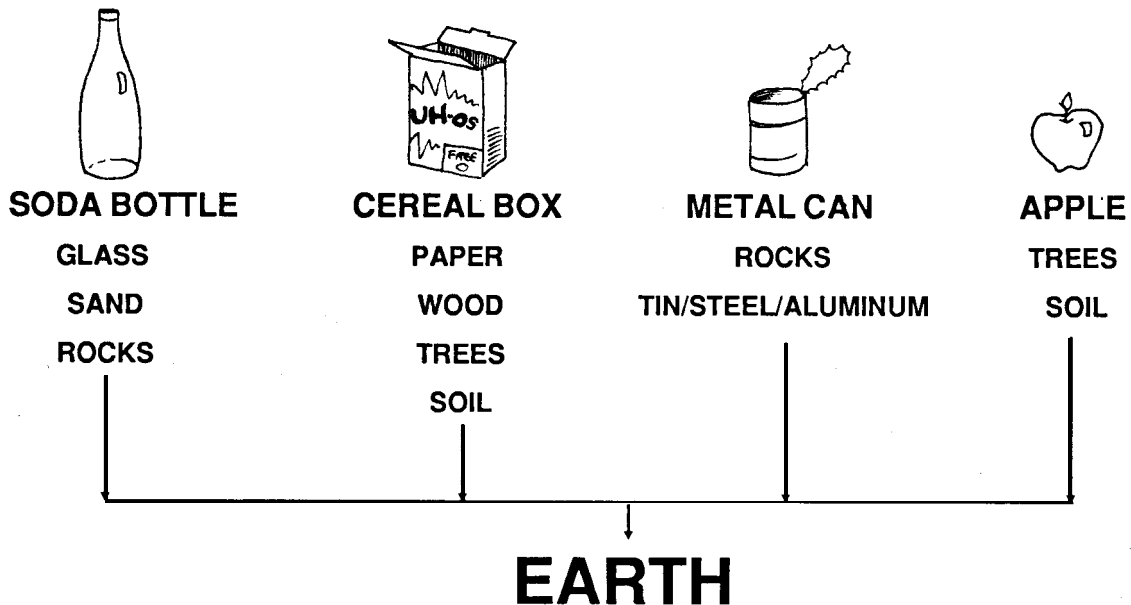 UH-OS
FREE
SODA BOTTLE
GLASS
SAND
ROCKS
CEREAL BOX
PAPER
WOOD
TREES
SOIL
METAL CAN
ROCKS
TIN/STEEL/ALUMINUM
APPLE
TREES
SOIL
EARTH